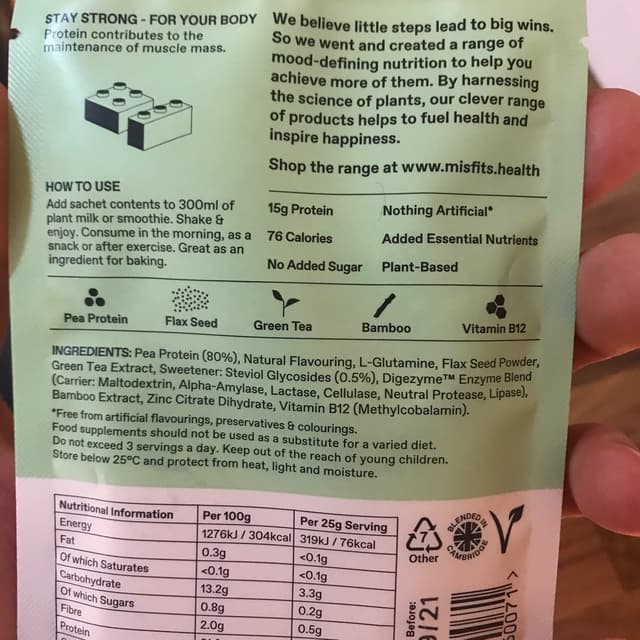 STAY STRONG - FOR YOUR BODY
Protein contributes to the
maintenance of muscle mass.
We believe little steps lead to big wins.
So we went and created a range of
mood-defining nutrition to help you
achieve more of them. By harnessing
the science of plants, our clever range
of products helps to fuel health and
inspire happiness.
Shop the range at www.misfits.health
HOW TO USE
Add sachet contents to 300ml of
plant milk or smoothie. Shake &
enjoy. Consume in the morning, as a
snack or after exercise. Great as an
ingredient for baking.
15g Protein Nothing Artificial*
76 Calories Added Essential Nutrients
No Added Sugar Plant-Based
Pea Protein Flax Seed Green Tea Bamboo Vitamin B12
INGREDIENTS: Pea Protein (80%), Natural Flavouring, L-Glutamine, Flax Seed Powder,
Green Tea Extract, Sweetener: Steviol Glycosides (0.5%), Digezyme™ Enzyme Blend
(Carrier: Maltodextrin, Alpha-Amylase, Lactase, Cellulase, Neutral Protease, Lipase),
Bamboo Extract, Zinc Citrate Dihydrate, Vitamin B12 (Methylcobalamin).
*Free from artificial flavourings, preservatives & colourings.
Food supplements should not be used as a substitute for a varied diet.
Do not exceed 3 servings a day. Keep out of the reach of young children.
Store below 25°C and protect from heat, light and moisture.
Nutritional Information Per 100g Per 25g Serving
Energy 1276kJ / 304kcal 319kJ / 76kcal
Fat 0.3g <0.1g
Of which Saturates <0.1g <0.1g
Carbohydrate 13.2g 3.3g
Of which Sugars 0.8g 0.2g
Fibre 2.0g 0.5g
Protein
7
Other
BLENDED IN
CAMBRIDGE
V
Before:
/21
0071